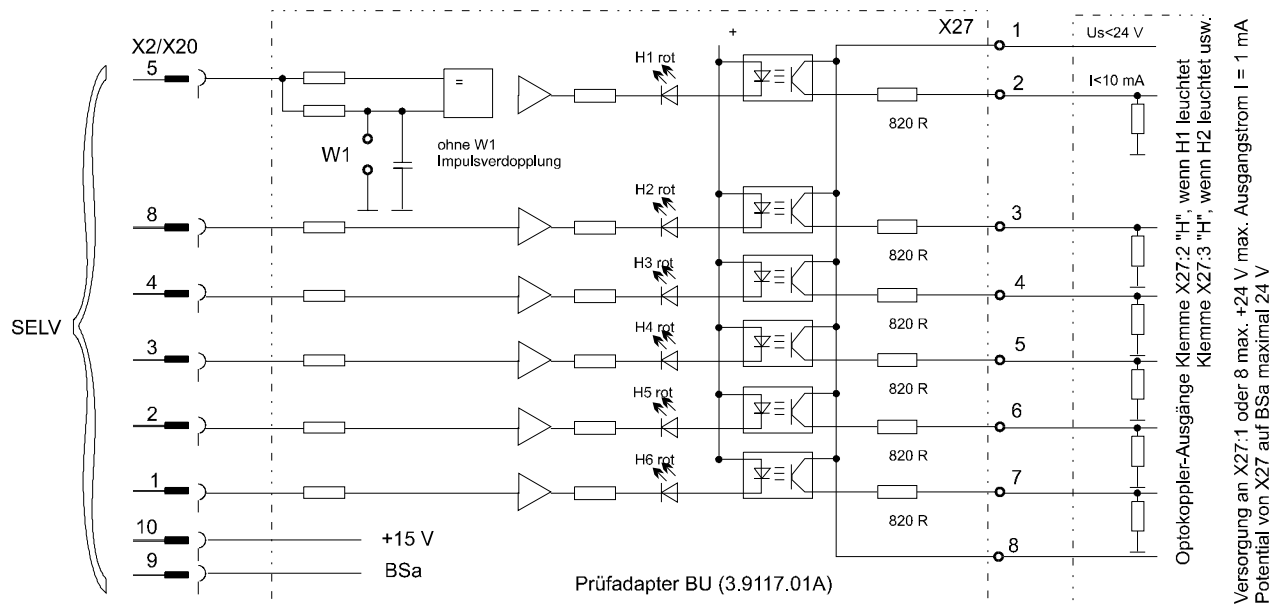 X2/X20
X27
1
Us<24 V
5
H1 rot
+
=
2
I<10 mA
820 R
W1
ohne W1
Impulsverdopplung
8
H2 rot
3
820 R
4
H3 rot
4
820 R
SELV
3
H4 rot
5
820 R
2
H5 rot
6
820 R
1
H6 rot
7
820 R
10
+15 V
8
9
BSa
Prüfadapter BU (3.9117.01A)
Optokoppler-Ausgänge Klemme X27:2 "H", wenn H1 leuchtet
Klemme X27:3 "H", wenn H2 leuchtet usw.
Versorgung an X27:1 oder 8 max. +24 V max. Ausgangstrom I = 1 mA
Potential von X27 auf BSa maximal 24 V